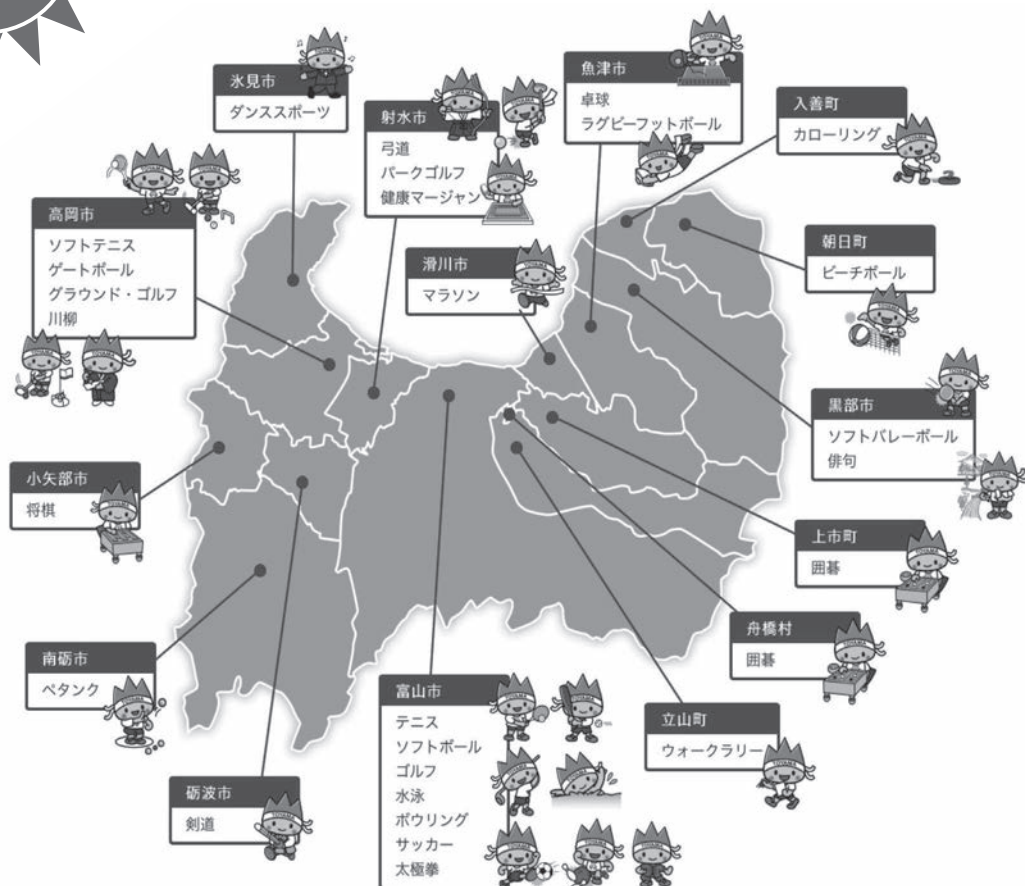 氷見市
ダンススポーツ
射水市
弓道
パークゴルフ
健康マージャン
魚津市
卓球
ラグビーフットボール
入善町
カローリング
高岡市
ソフトテニス
ゲートボール
グラウンド・ゴルフ
川柳
滑川市
マラソン
朝日町
ビーチボール
黒部市
ソフトバレーボール
俳句
小矢部市
将棋
上市町
囲碁
舟橋村
囲碁
南砺市
ペタンク
富山市
テニス
ソフトボール
ゴルフ
水泳
ボウリング
サッカー
太極拳
立山町
ウォークラリー
砺波市
剣道